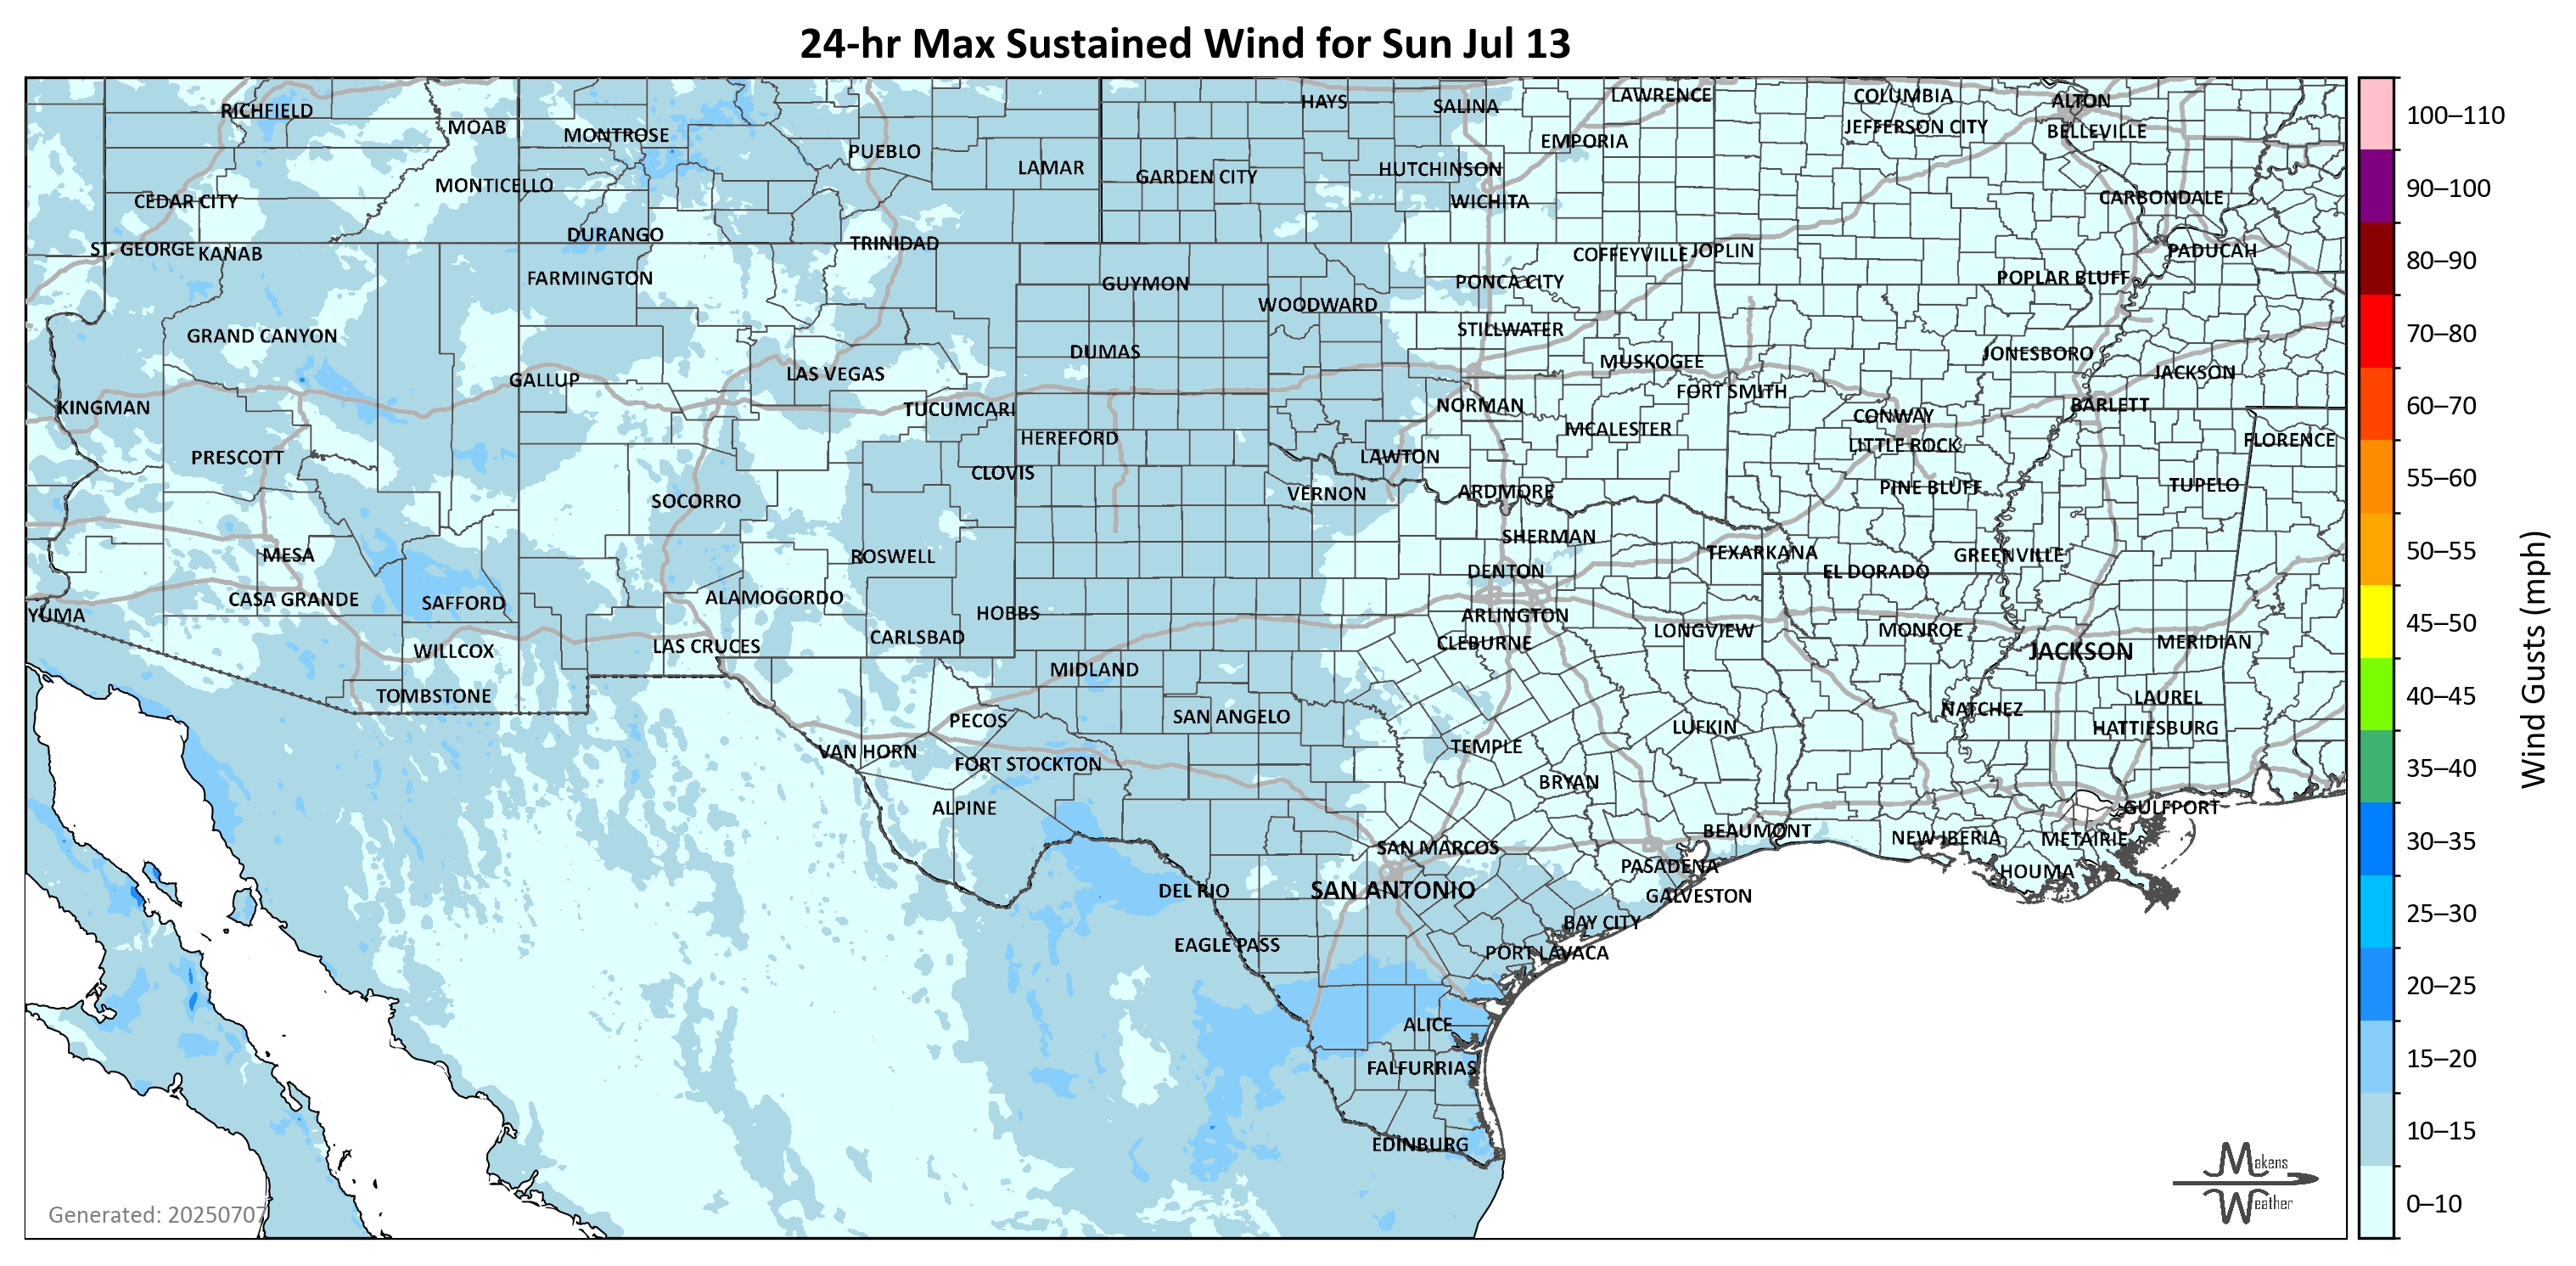 24-hr Max Sustained Wind for Sun Jul 13
RICHFIELD
MOAB
MONTROSE
PUEBLO
LAMAR
HAYS
SALINA
LAWRENCE
COLUMBIA
ALTON
EMPORIA
JEFFERSON CITY
BELLEVILLE
MONTICELLO
GARDEN CITY
HUTCHINSON
CEDAR CITY
WICHITA
CARBONDALE
ST. GEORGE
KANAB
DURANGO
TRINIDAD
COFFEYVILLE
JOPLIN
PADUCAH
FARMINGTON
GUYMON
PONCA CITY
POPLAR BLUFF
WOODWARD
GRAND CANYON
STILLWATER
DUMAS
MUSKOGEE
JONESBORO
GALLUP
LAS VEGAS
FORT SMITH
JACKSON
KINGMAN
TUCUMCARI
NORMAN
CONWAY
BARLETT
HEREFORD
MCALESTER
LITTLE ROCK
FLORENCE
PRESCOTT
CLOVIS
LAWTON
SOCORRO
VERNON
ARDMORE
PINE BLUFF
TUPELO
MESA
ROSWELL
SHERMAN
TEXARKANA
GREENVILLE
DENTON
EL DORADO
YUMA
CASA GRANDE
SAFFORD
ALAMOGORDO
HOBBS
ARLINGTON
WILLCOX
LAS CRUCES
CARLSBAD
CLEBURNE
LONGVIEW
MONROE
JACKSON
MERIDIAN
TOMBSTONE
MIDLAND
LAUREL
PECOS
SAN ANGELO
NATCHEZ
VAN HORN
TEMPLE
LUFKIN
HATTIESBURG
FORT STOCKTON
BRYAN
ALPINE
GULFPORT
SAN MARCOS
BEAUMONT
NEW IBERIA
METAIRIE
DEL RIO
SAN ANTONIO
PASADENA
HOUMA
GALVESTON
EAGLE PASS
BAY CITY
PORT LAVACA
ALICE
FALFURRIAS
EDINBURG
Generated: 20250707
Makens
Weather
100–110
90–100
80–90
70–80
60–70
55–60
50–55
45–50
40–45
35–40
30–35
25–30
20–25
15–20
10–15
0–10
Wind Gusts (mph)